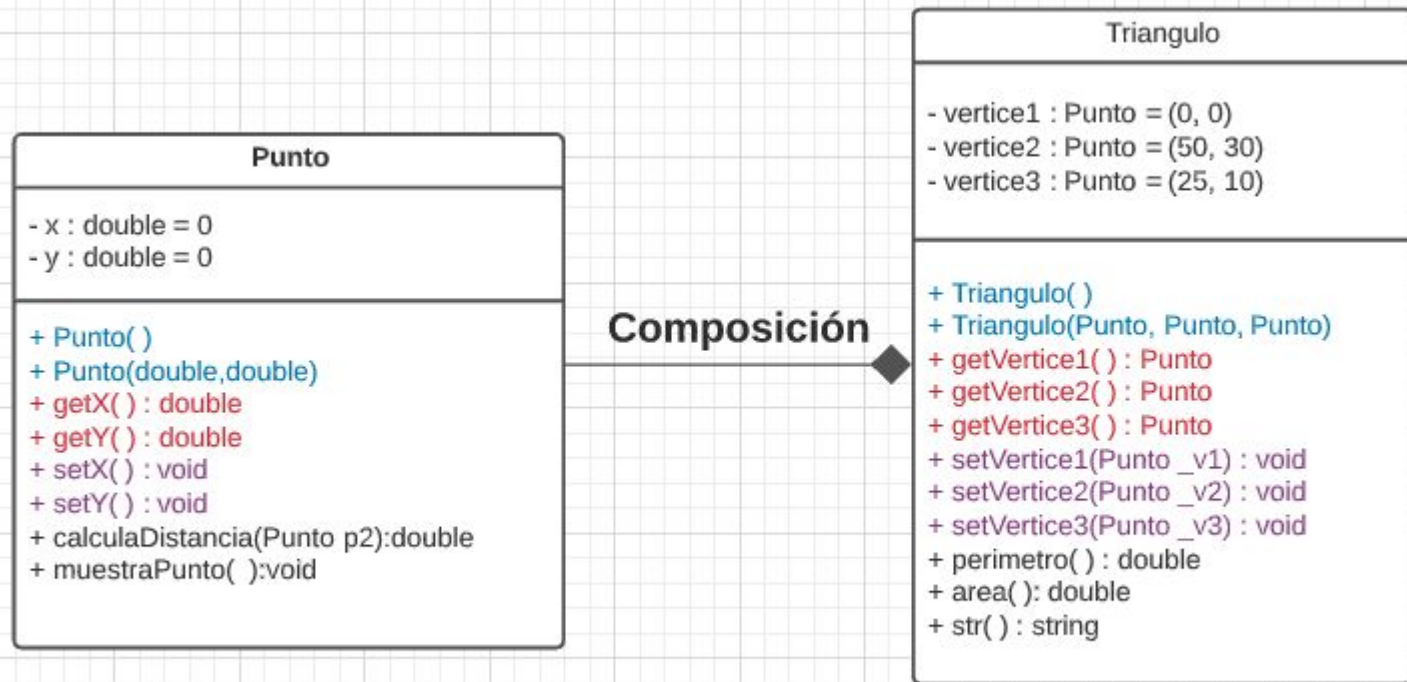 Punto
- x : double = 0
- y : double = 0
+ Punto( )
+ Punto(double,double)
+ getX( ) : double
+ getY( ) : double
+ setX( ) : void
+ setY( ) : void
+ calculaDistancia(Punto p2):double
+ muestraPunto( ):void
Composición
Triangulo
- vertice1 : Punto = (0, 0)
- vertice2 : Punto = (50, 30)
- vertice3 : Punto = (25, 10)
+ Triangulo( )
+ Triangulo(Punto, Punto, Punto)
+ getVertice1( ) : Punto
+ getVertice2( ) : Punto
+ getVertice3( ) : Punto
+ setVertice1(Punto _v1) : void
+ setVertice2(Punto _v2) : void
+ setVertice3(Punto _v3) : void
+ perimetro( ) : double
+ area( ): double
+ str( ) : string